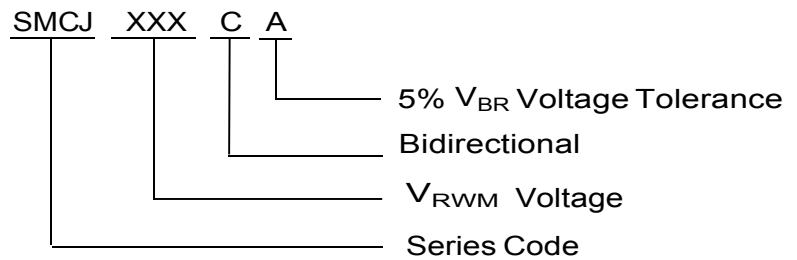 SMCJ XXX C A
5% VBR Voltage Tolerance
Bidirectional
VRWM Voltage
Series Code